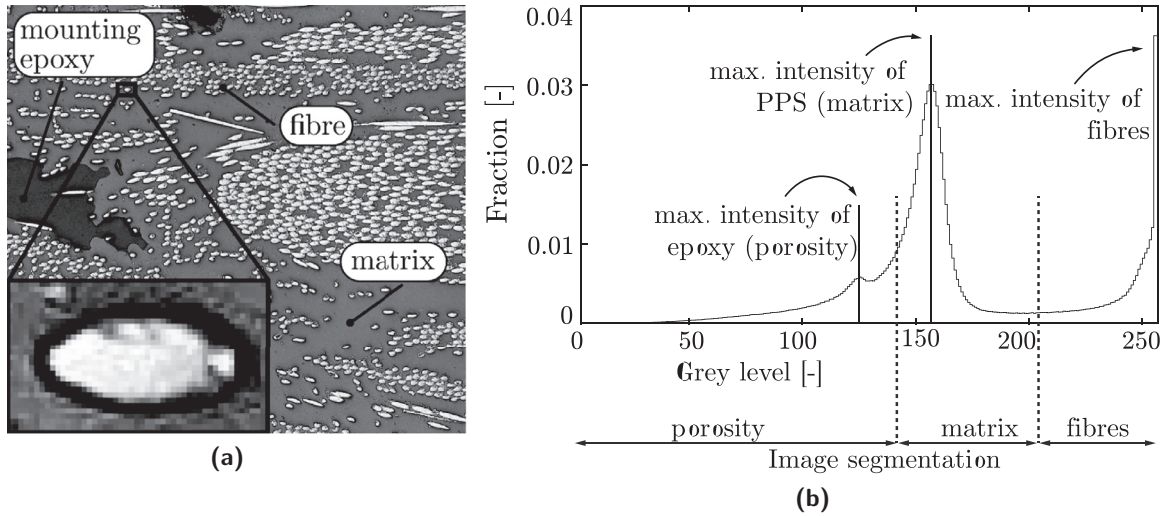 mounting
epoxy
fibre
matrix
(a)
0.04
0.03
0.02
0.01
0
Fraction [-]
max. intensity of
PPS (matrix)
max. intensity of
fibres
max. intensity of
epoxy (porosity)
0 50 100 150 200 250
Grey level [-]
porosity matrix fibres
Image segmentation
(b)